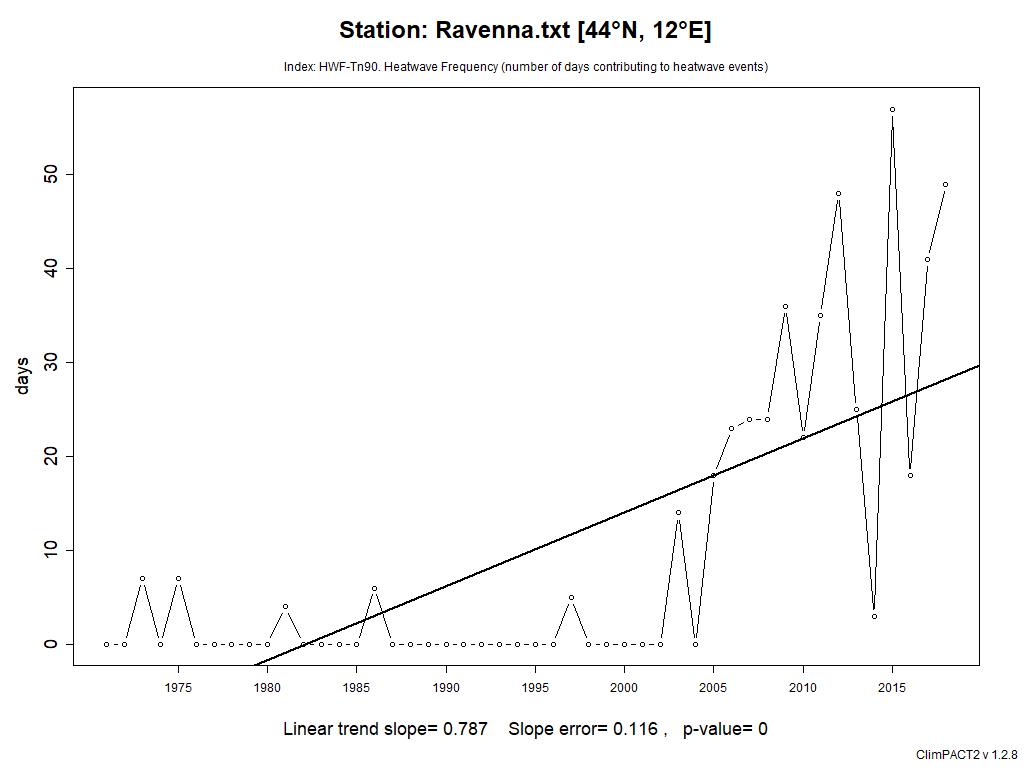 Station: Ravenna.txt [44°N, 12°E]
Index: HWF-Tn90. Heatwave Frequency (number of days contributing to heatwave events)
50
40
30
20
10
0
days
1975 1980 1985 1990 1995 2000 2005 2010 2015
Linear trend slope= 0.787 Slope error= 0.116 , p-value= 0
ClimPACT2 v 1.2.8